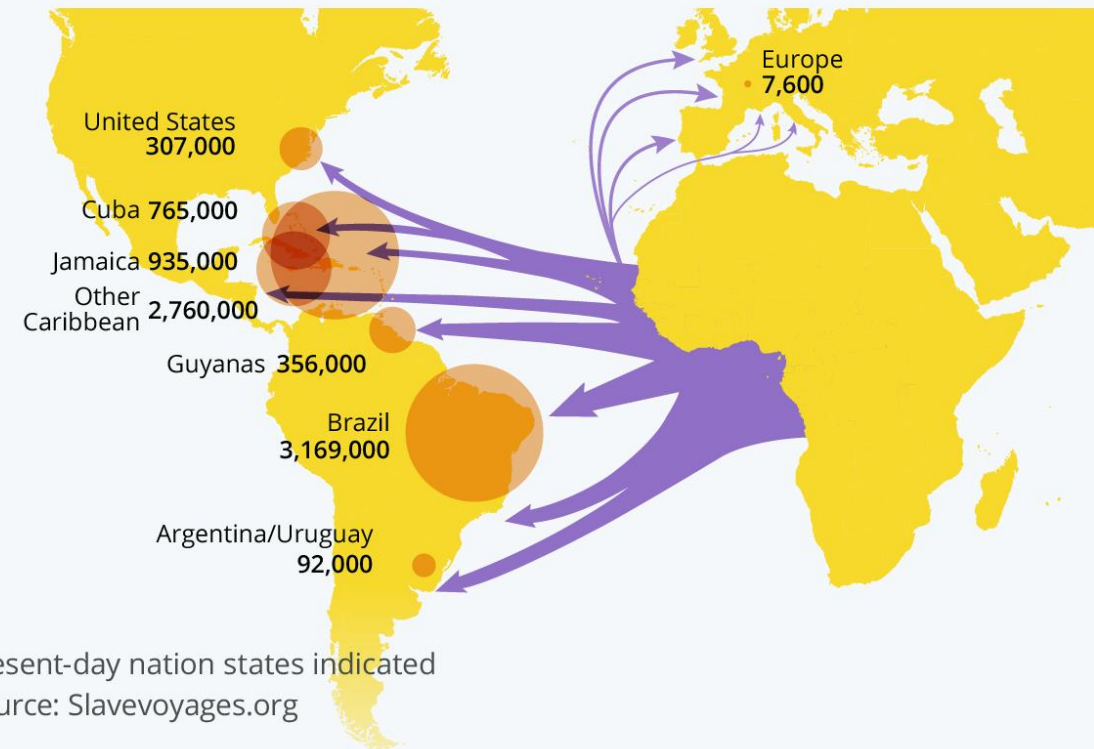 Europe
7,600
United States
307,000
Cuba 765,000
Jamaica 935,000
Other
Caribbean 2,760,000
Guyanas 356,000
Brazil
3,169,000
Argentina/Uruguay
92,000
esent-day nation states indicated
urce: Slavevoyages.org